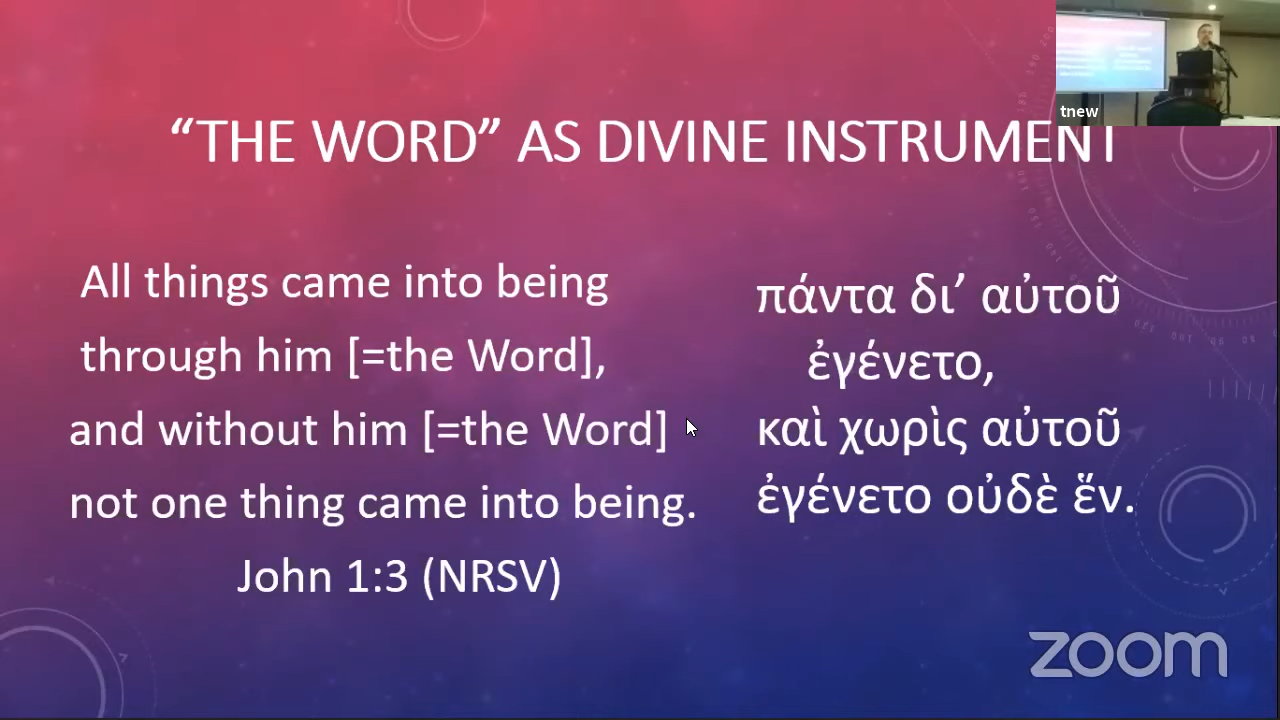 tnew
“THE WORD” AS DIVINE INSTRUMENT
All things came into being
through him [=the Word],
and without him [=the Word]
not one thing came into being.
John 1:3 (NRSV)
πάντα δι’ αὐτοῦ
ἐγένετο,
καὶ χωρὶς αὐτοῦ
ἐγένετο οὐδὲ ἕν.
zoom